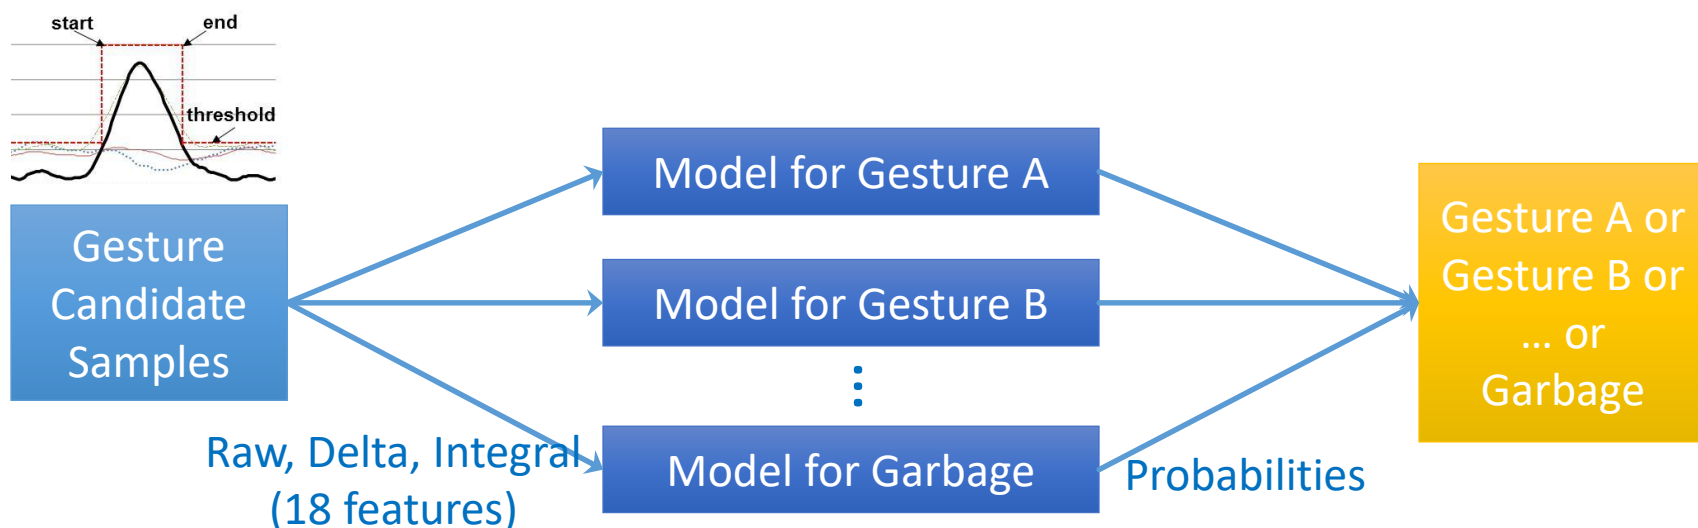 start
end
threshold
Gesture
Candidate
Samples
Raw, Delta, Integral
(18 features)
Model for Gesture A
Model for Gesture B
⋮
Model for Garbage
Probabilities
Gesture A or
Gesture B or
... or
Garbage